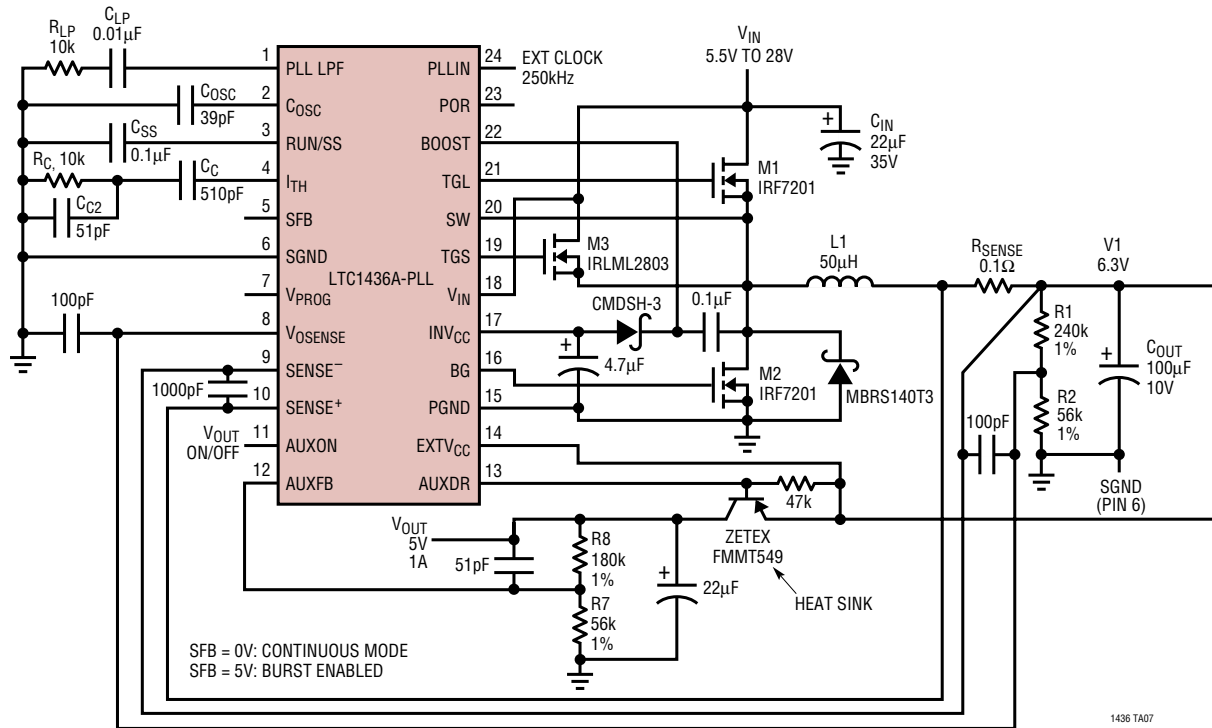 R_LP
10k
C_LP
0.01µF
C_OSC
39pF
C_SS
0.1µF
R_C, 10k
C_C
510pF
C_C2
51pF
100pF
1000pF
V_OUT
ON/OFF
1
2
3
4
5
6
7
8
9
10
11
12
PLL LPF
C_OSC
RUN/SS
I_TH
SFB
SGND
V_PROG
V_OSENSE
SENSE⁻
SENSE⁺
AUXON
AUXFB
LTC1436A-PLL
PLLIN
POR
BOOST
TGL
SW
TGS
V_IN
INV_CC
BG
PGND
EXTV_CC
AUXDR
24
23
22
21
20
19
18
17
16
15
14
13
EXT CLOCK
250kHz
V_IN
5.5V TO 28V
+
C_IN
22µF
35V
M1
IRF7201
M3
IRLML2803
L1
50µH
R_SENSE
0.1Ω
V1
6.3V
CMDSH-3
0.1µF
+
4.7µF
M2
IRF7201
MBRS140T3
R1
240k
1%
R2
56k
1%
+
C_OUT
100µF
10V
100pF
SGND
(PIN 6)
47k
ZETEX
FMMT549
HEAT SINK
V_OUT
5V
1A
51pF
R8
180k
1%
R7
56k
1%
+
22µF
SFB = 0V: CONTINUOUS MODE
SFB = 5V: BURST ENABLED
1436 TA07